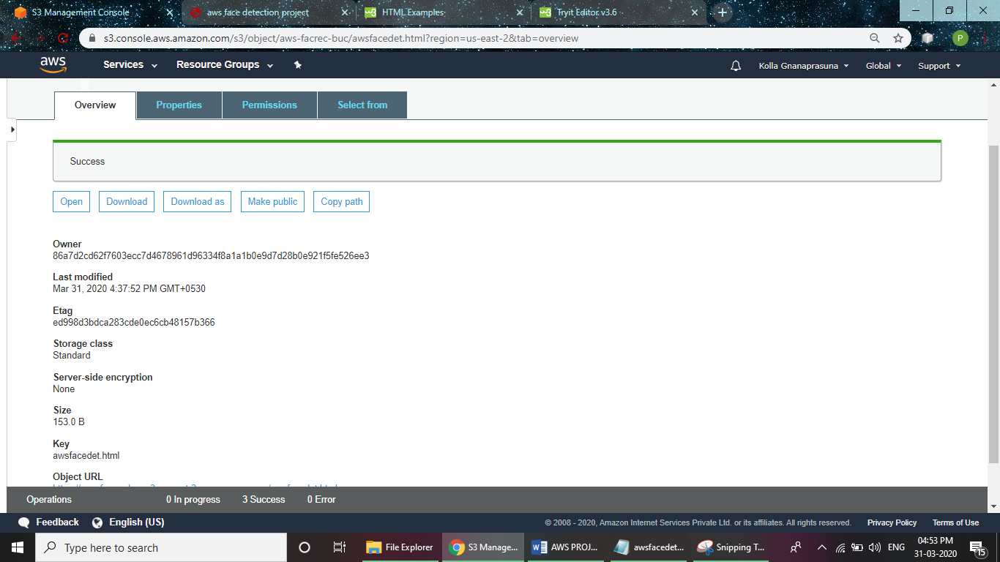 S3 Management Console
aws face detection project
HTML Examples
Tryit Editor v3.6
s3.console.aws.amazon.com/s3/object/aws-facrec-buc/awsfacedet.html?region=us-east-2&tab=overview
P
aws Services Resource Groups Kolla Gnanaprasuna Global Support
Overview Properties Permissions Select from
Success
Open Download Download as Make public Copy path
Owner
86a7d2cd62f7603ecc7d4678961d96334f8a1a1b0e9d7d28b0e921f5fe526ee3
Last modified
Mar 31, 2020 4:37:52 PM GMT+0530
Etag
ed998d3bdca283cde0ec6cb48157b366
Storage class
Standard
Server-side encryption
None
Size
153.0 B
Key
awsfacedet.html
Object URL
Operations 0 In progress 3 Success 0 Error
Feedback English (US) © 2008 - 2020, Amazon Internet Services Private Ltd. or its affiliates. All rights reserved. Privacy Policy Terms of Use
Type here to search File Explorer S3 Manage... AWS PROJ... awsfacedet... Snipping T... ENG 04:53 PM
31-03-2020 15